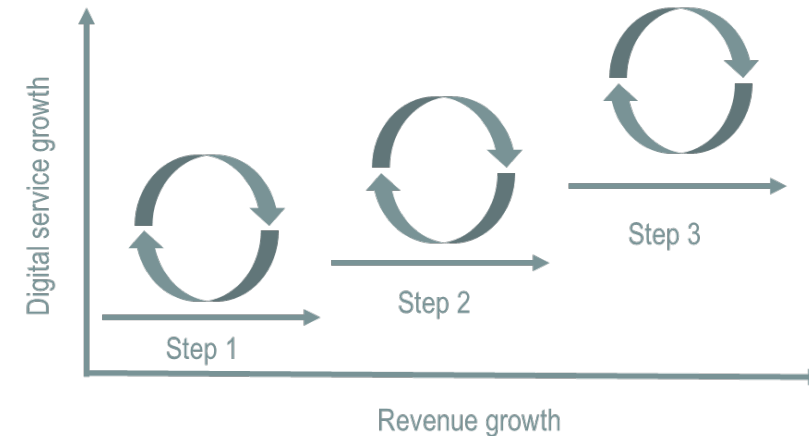 Digital service growth
Step 3
Step 2
Step 1
Revenue growth